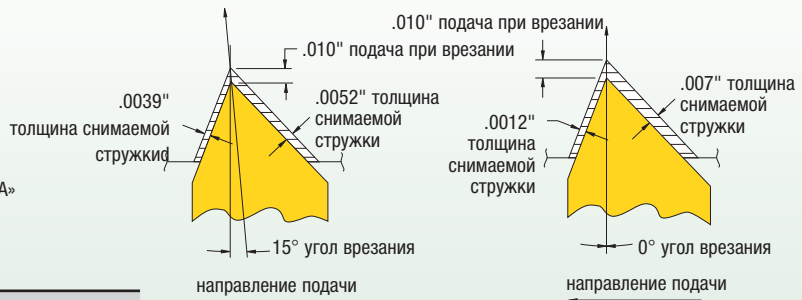 .010" подача при врезании
.010" подача при врезании
.0039"
толщина снимаемой
стружкиd
.0052" толщина
снимаемой
стружки
.0012"
толщина
снимаемой
стружки
.007" толщина
снимаемой
стружки
А»
15° угол врезания
0° угол врезания
направление подачи
направление подачи